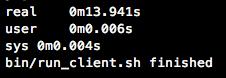 real 0m13.941s
user 0m0.006s
sys 0m0.004s
bin/run_client.sh finished